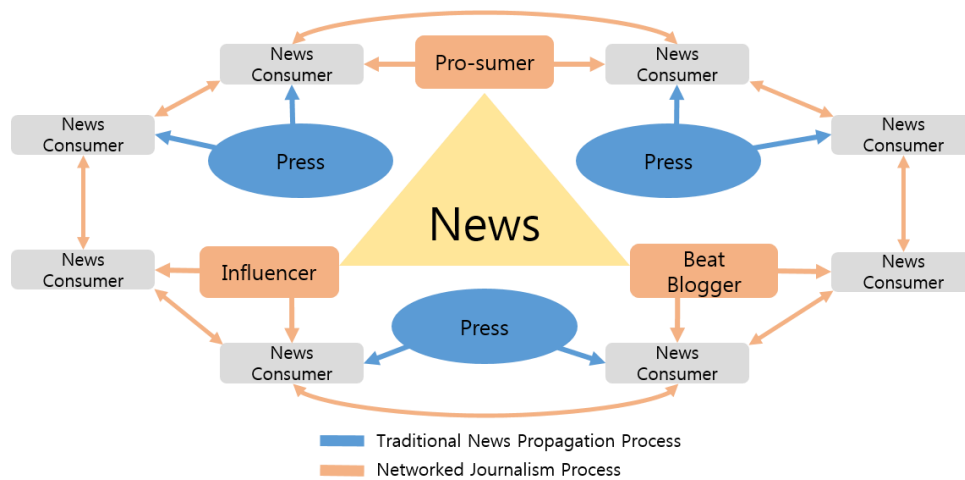 News
Consumer
Pro-sumer
News
Consumer
News
Consumer
Press
Press
News
Consumer
News
News
Consumer
Influencer
Beat
Blogger
News
Consumer
Press
News
Consumer
News
Consumer
Traditional News Propagation Process
Networked Journalism Process